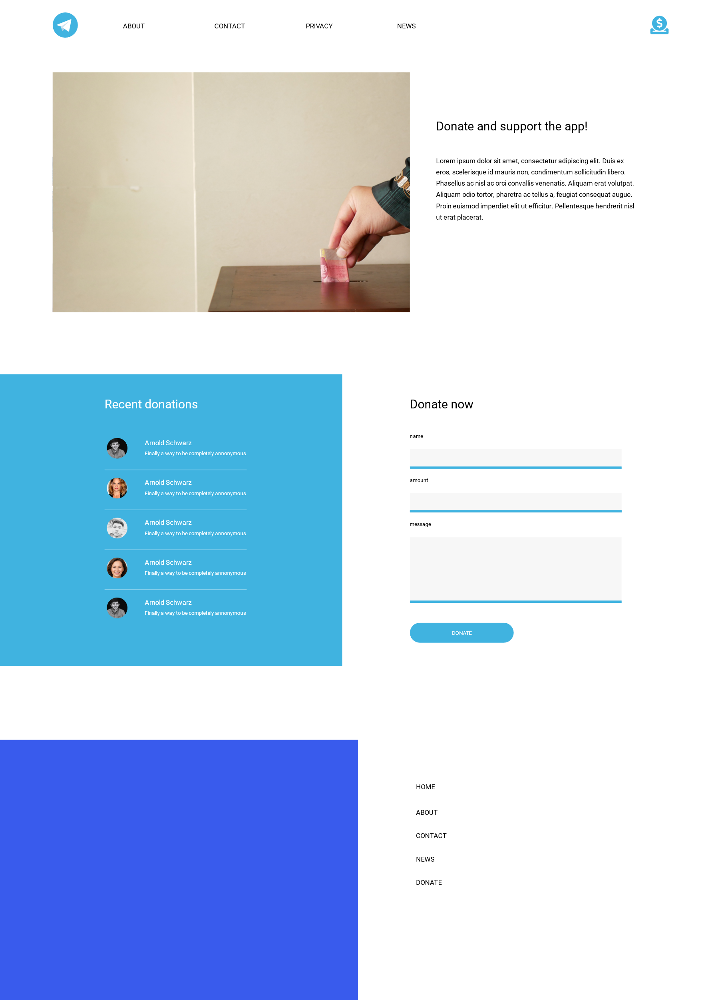 ABOUT
CONTACT
PRIVACY
NEWS
Donate and support the app!
Lorem ipsum dolor sit amet, consectetur adipiscing elit. Duis ex
eros, scelerisque id mauris non, condimentum sollicitudin libero.
Phasellus ac nisl ac orci convallis venenatis. Aliquam erat volutpat.
Aliquam odio tortor, pharetra ac tellus a, feugiat consequat augue.
Proin euismod imperdiet elit ut efficitur. Pellentesque hendrerit nisl
ut erat placerat.
Recent donations
Arnold Schwarz
Finally a way to be completely annonymous
Arnold Schwarz
Finally a way to be completely annonymous
Arnold Schwarz
Finally a way to be completely annonymous
Arnold Schwarz
Finally a way to be completely annonymous
Arnold Schwarz
Finally a way to be completely annonymous
Donate now
name
amount
message
DONATE
HOME
ABOUT
CONTACT
NEWS
DONATE